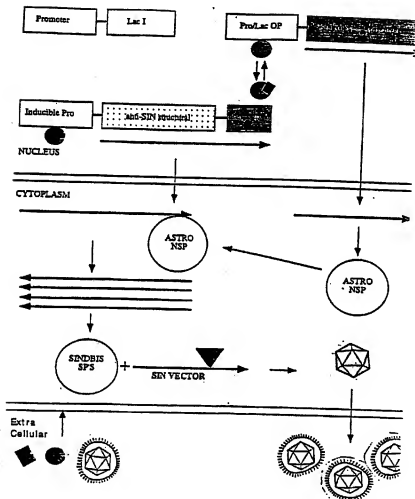 Promoter
Lac I
Pro/Lac OP
Inducible Pro
anti-SIN structural
NUCLEUS
CYTOPLASM
ASTRO
NSP
ASTRO
NSP
SINDBIS
SP'S
+
SIN VECTOR
Extra
Cellular